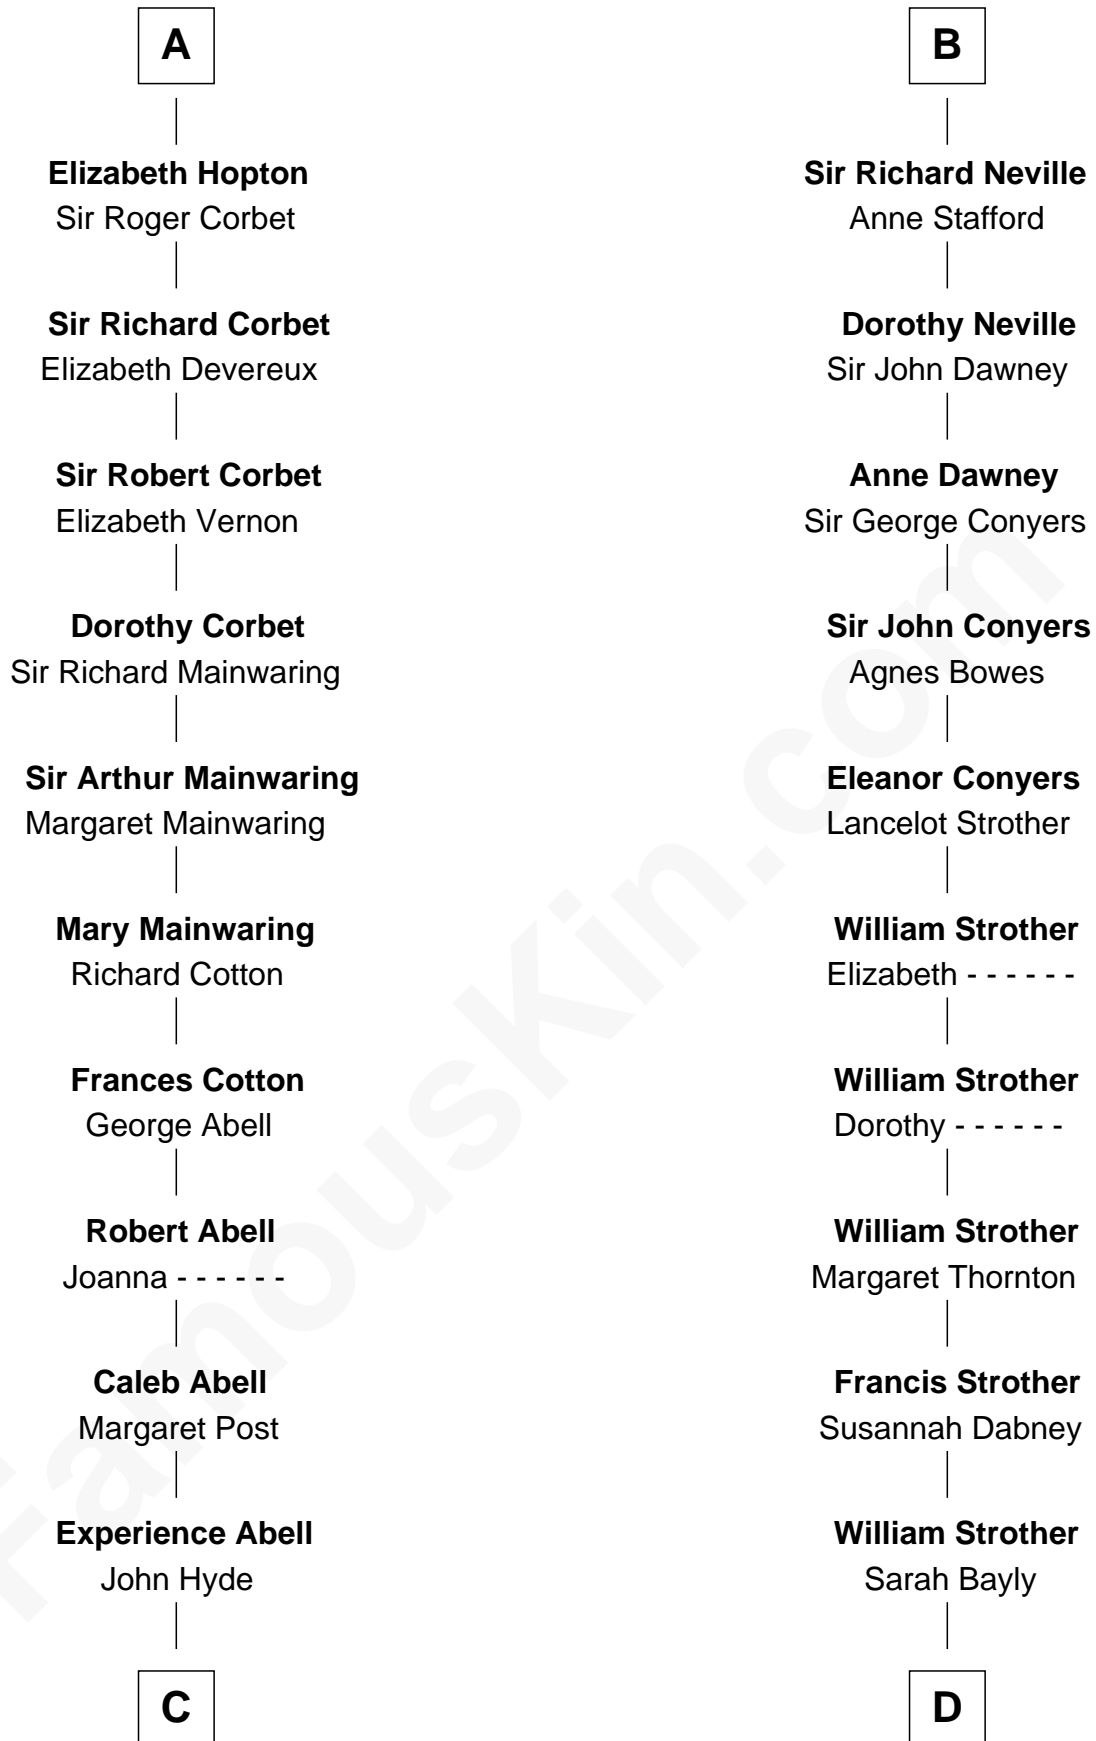 A
Elizabeth Hopton
Sir Roger Corbet
Sir Richard Corbet
Elizabeth Devereux
Sir Robert Corbet
Elizabeth Vernon
Dorothy Corbet
Sir Richard Mainwaring
Sir Arthur Mainwaring
Margaret Mainwaring
Mary Mainwaring
Richard Cotton
Frances Cotton
George Abell
Robert Abell
Joanna - - - - - -
Caleb Abell
Margaret Post
Experience Abell
John Hyde
C
B
Sir Richard Neville
Anne Stafford
Dorothy Neville
Sir John Dawney
Anne Dawney
Sir George Conyers
Sir John Conyers
Agnes Bowes
Eleanor Conyers
Lancelot Strother
William Strother
Elizabeth - - - - - -
William Strother
Dorothy - - - - - -
William Strother
Margaret Thornton
Francis Strother
Susannah Dabney
William Strother
Sarah Bayly
D
FamousKin.com